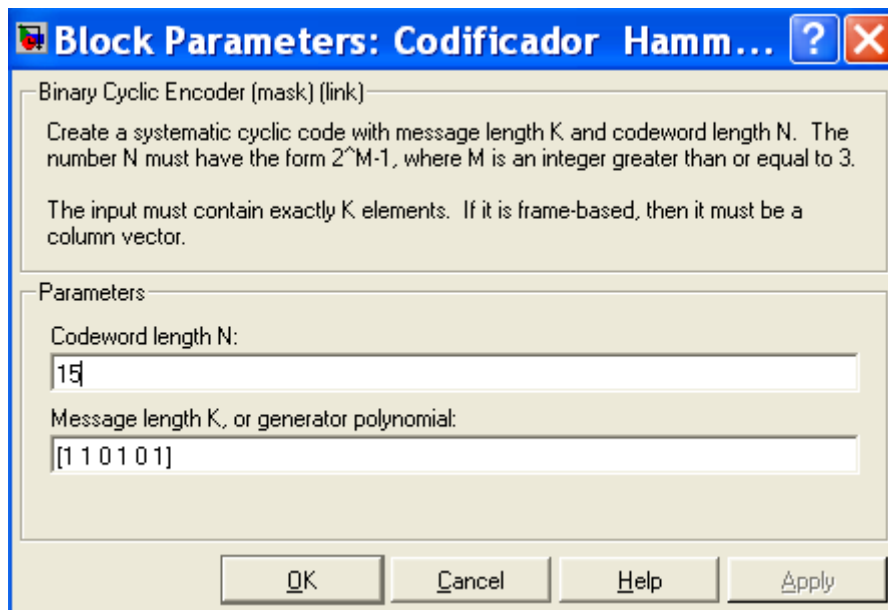 Block Parameters: Codificador Hamm...
Binary Cyclic Encoder (mask) (link)
Create a systematic cyclic code with message length K and codeword length N. The
number N must have the form 2^M-1, where M is an integer greater than or equal to 3.
The input must contain exactly K elements. If it is frame-based, then it must be a
column vector.
Parameters
Codeword length N:
15
Message length K, or generator polynomial:
[1 1 0 1 0 1]
OK Cancel Help Apply